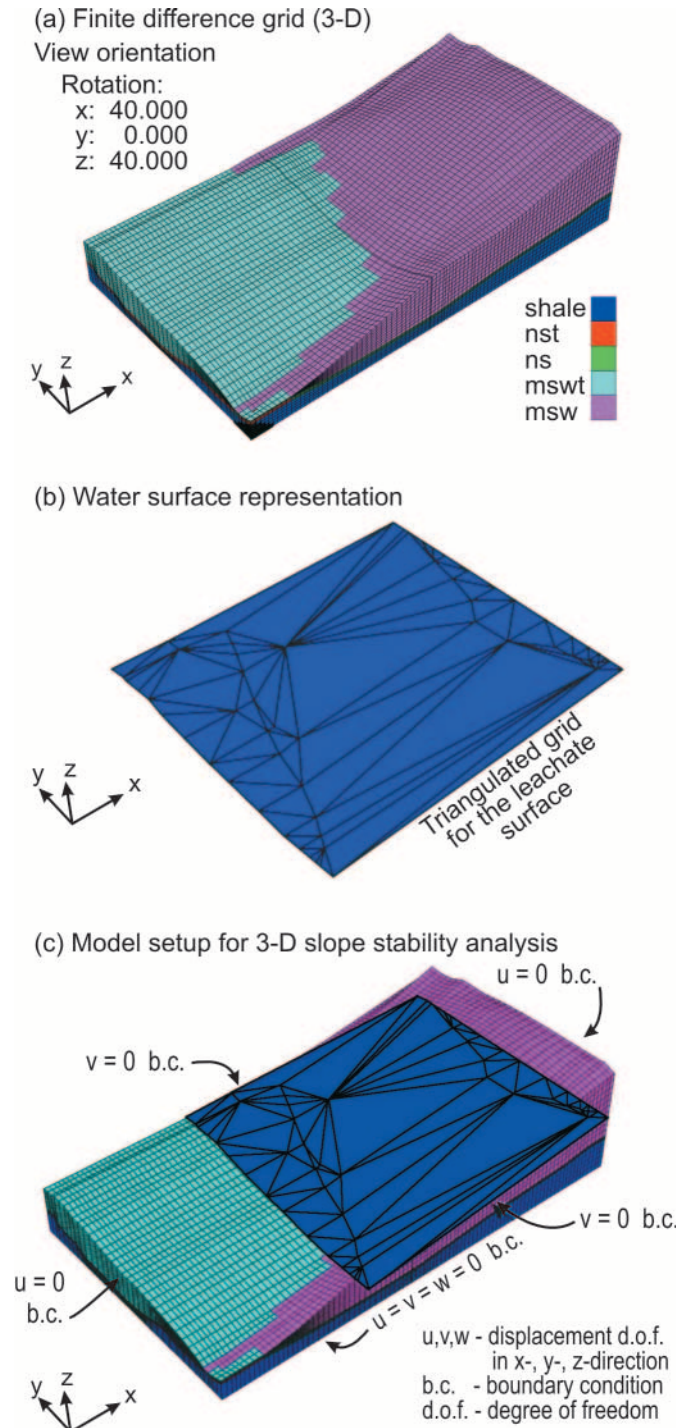 (a) Finite difference grid (3-D)
View orientation
Rotation:
x: 40.000
y: 0.000
z: 40.000
shale
nst
ns
mswt
msw
y z x
(b) Water surface representation
y z x
Triangulated grid
for the leachate
surface
(c) Model setup for 3-D slope stability analysis
u = 0 b.c.
v = 0 b.c.
v = 0 b.c.
u = 0
b.c.
u = v = w = 0 b.c.
u,v,w - displacement d.o.f.
in x-, y-, z-direction
b.c. - boundary condition
d.o.f. - degree of freedom
y z x